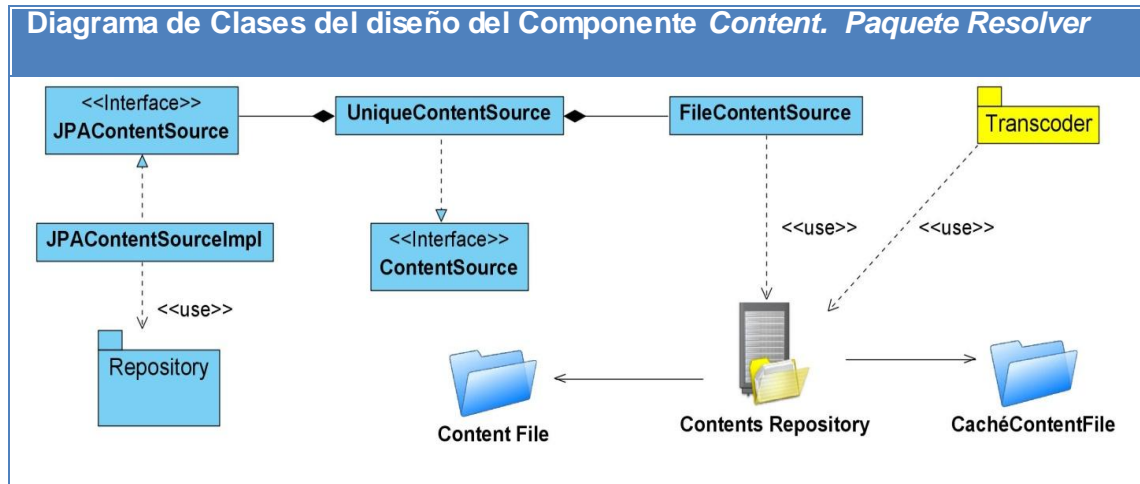 Diagrama de Clases del diseño del Componente Content. Paquete Resolver
<<Interface>>
JPAContentSource
UniqueContentSource
FileContentSource
Transcoder
JPAContentSourceImpl
<<Interface>>
ContentSource
<<use>>
<<use>>
<<use>>
Repository
Content File
Contents Repository
CachéContentFile